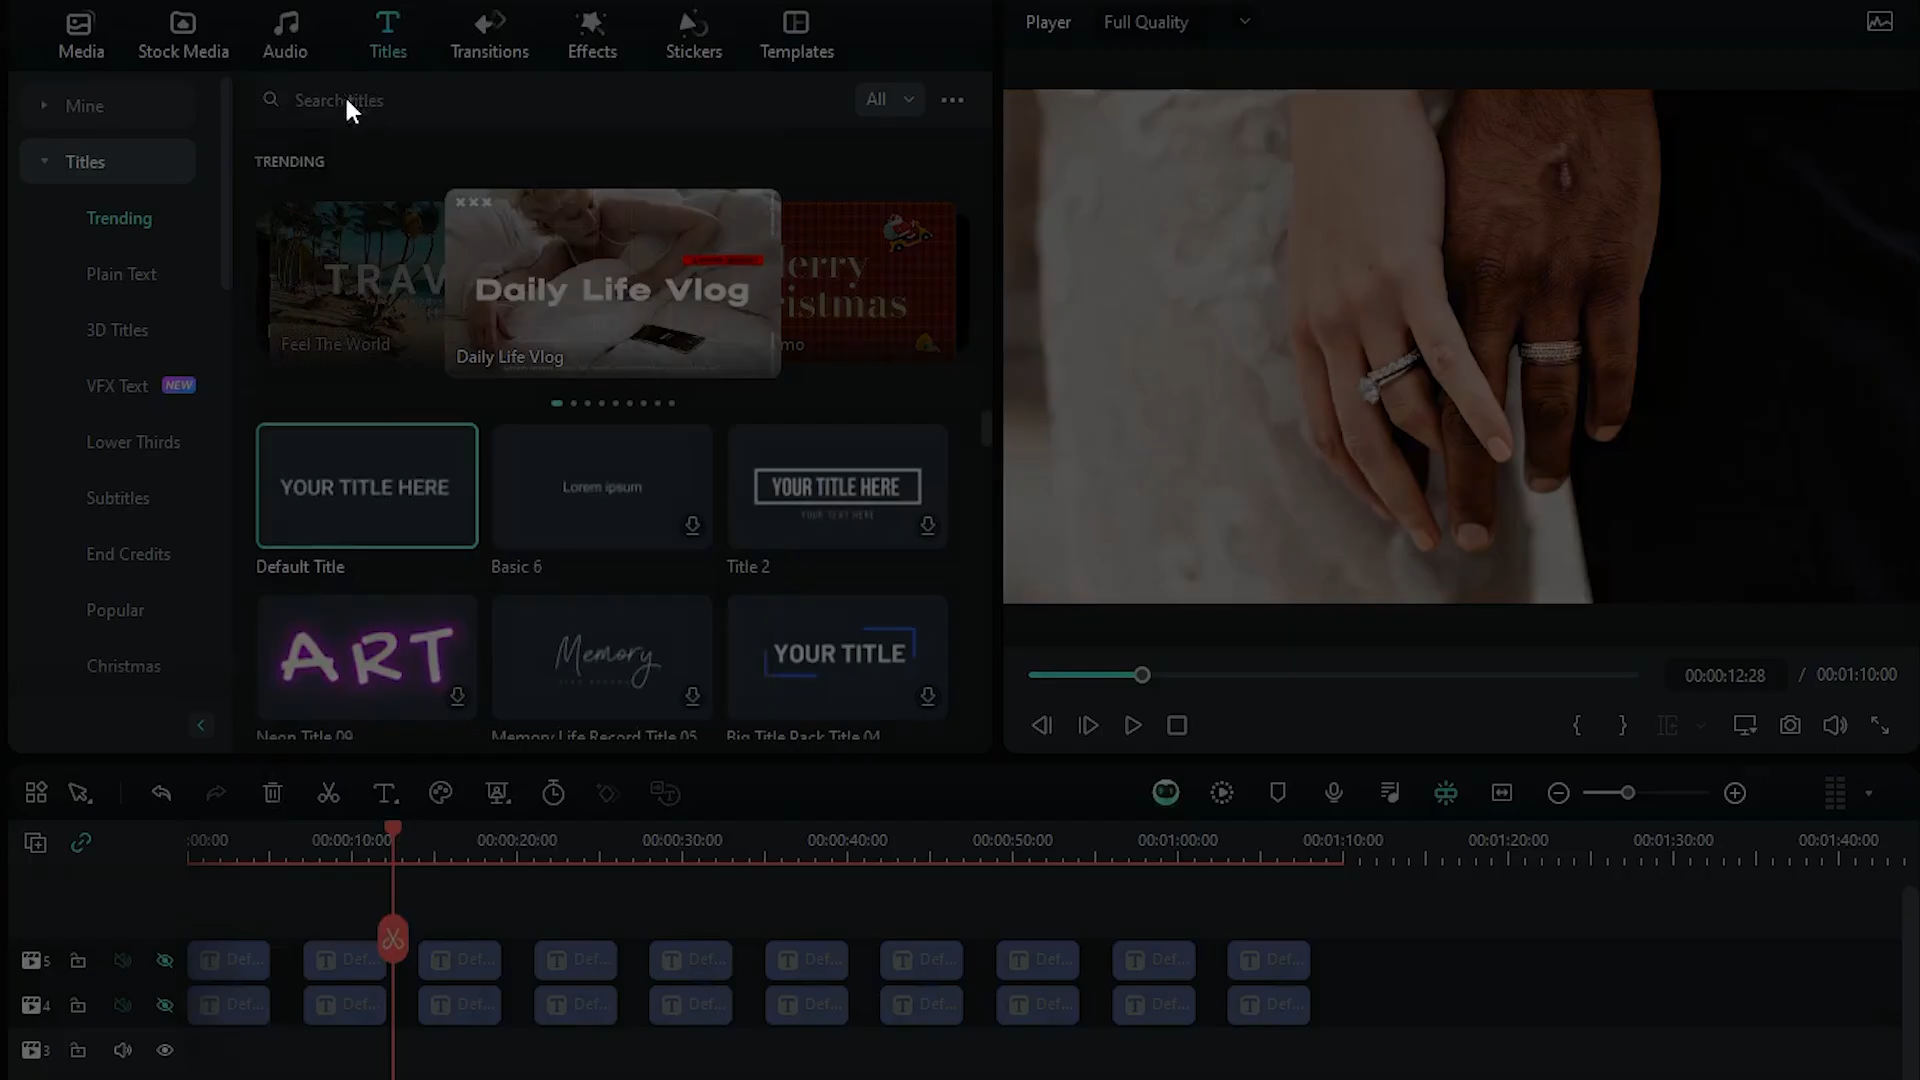 Media
Stock Media
Audio
Titles
Transitions
Effects
Stickers
Templates
Player
Full Quality
Mine
Titles
Trending
Plain Text
3D Titles
VFX Text NEW
Lower Thirds
Subtitles
End Credits
Popular
Christmas
Search titles
All
TRENDING
TRAV
Feel The World
Daily Life Vlog
Daily Life Vlog
erry
istmas
mo
YOUR TITLE HERE
Default Title
Lorem ipsum
Basic 6
YOUR TITLE HERE
YOUR TEXT HERE
Title 2
ART
Neon Title 09
Memory
Memory Life Record Title 05
YOUR TITLE
Big Title Pack Title 04
00:00:12:28 / 00:01:10:00
:00:00 00:00:10:00 00:00:20:00 00:00:30:00 00:00:40:00 00:00:50:00 00:01:00:00 00:01:10:00 00:01:20:00 00:01:30:00 00:01:40:00
5 Def... Def... Def... Def... Def... Def... Def... Def... Def... Def...
4 Def... Def... Def... Def... Def... Def... Def... Def... Def... Def...
3